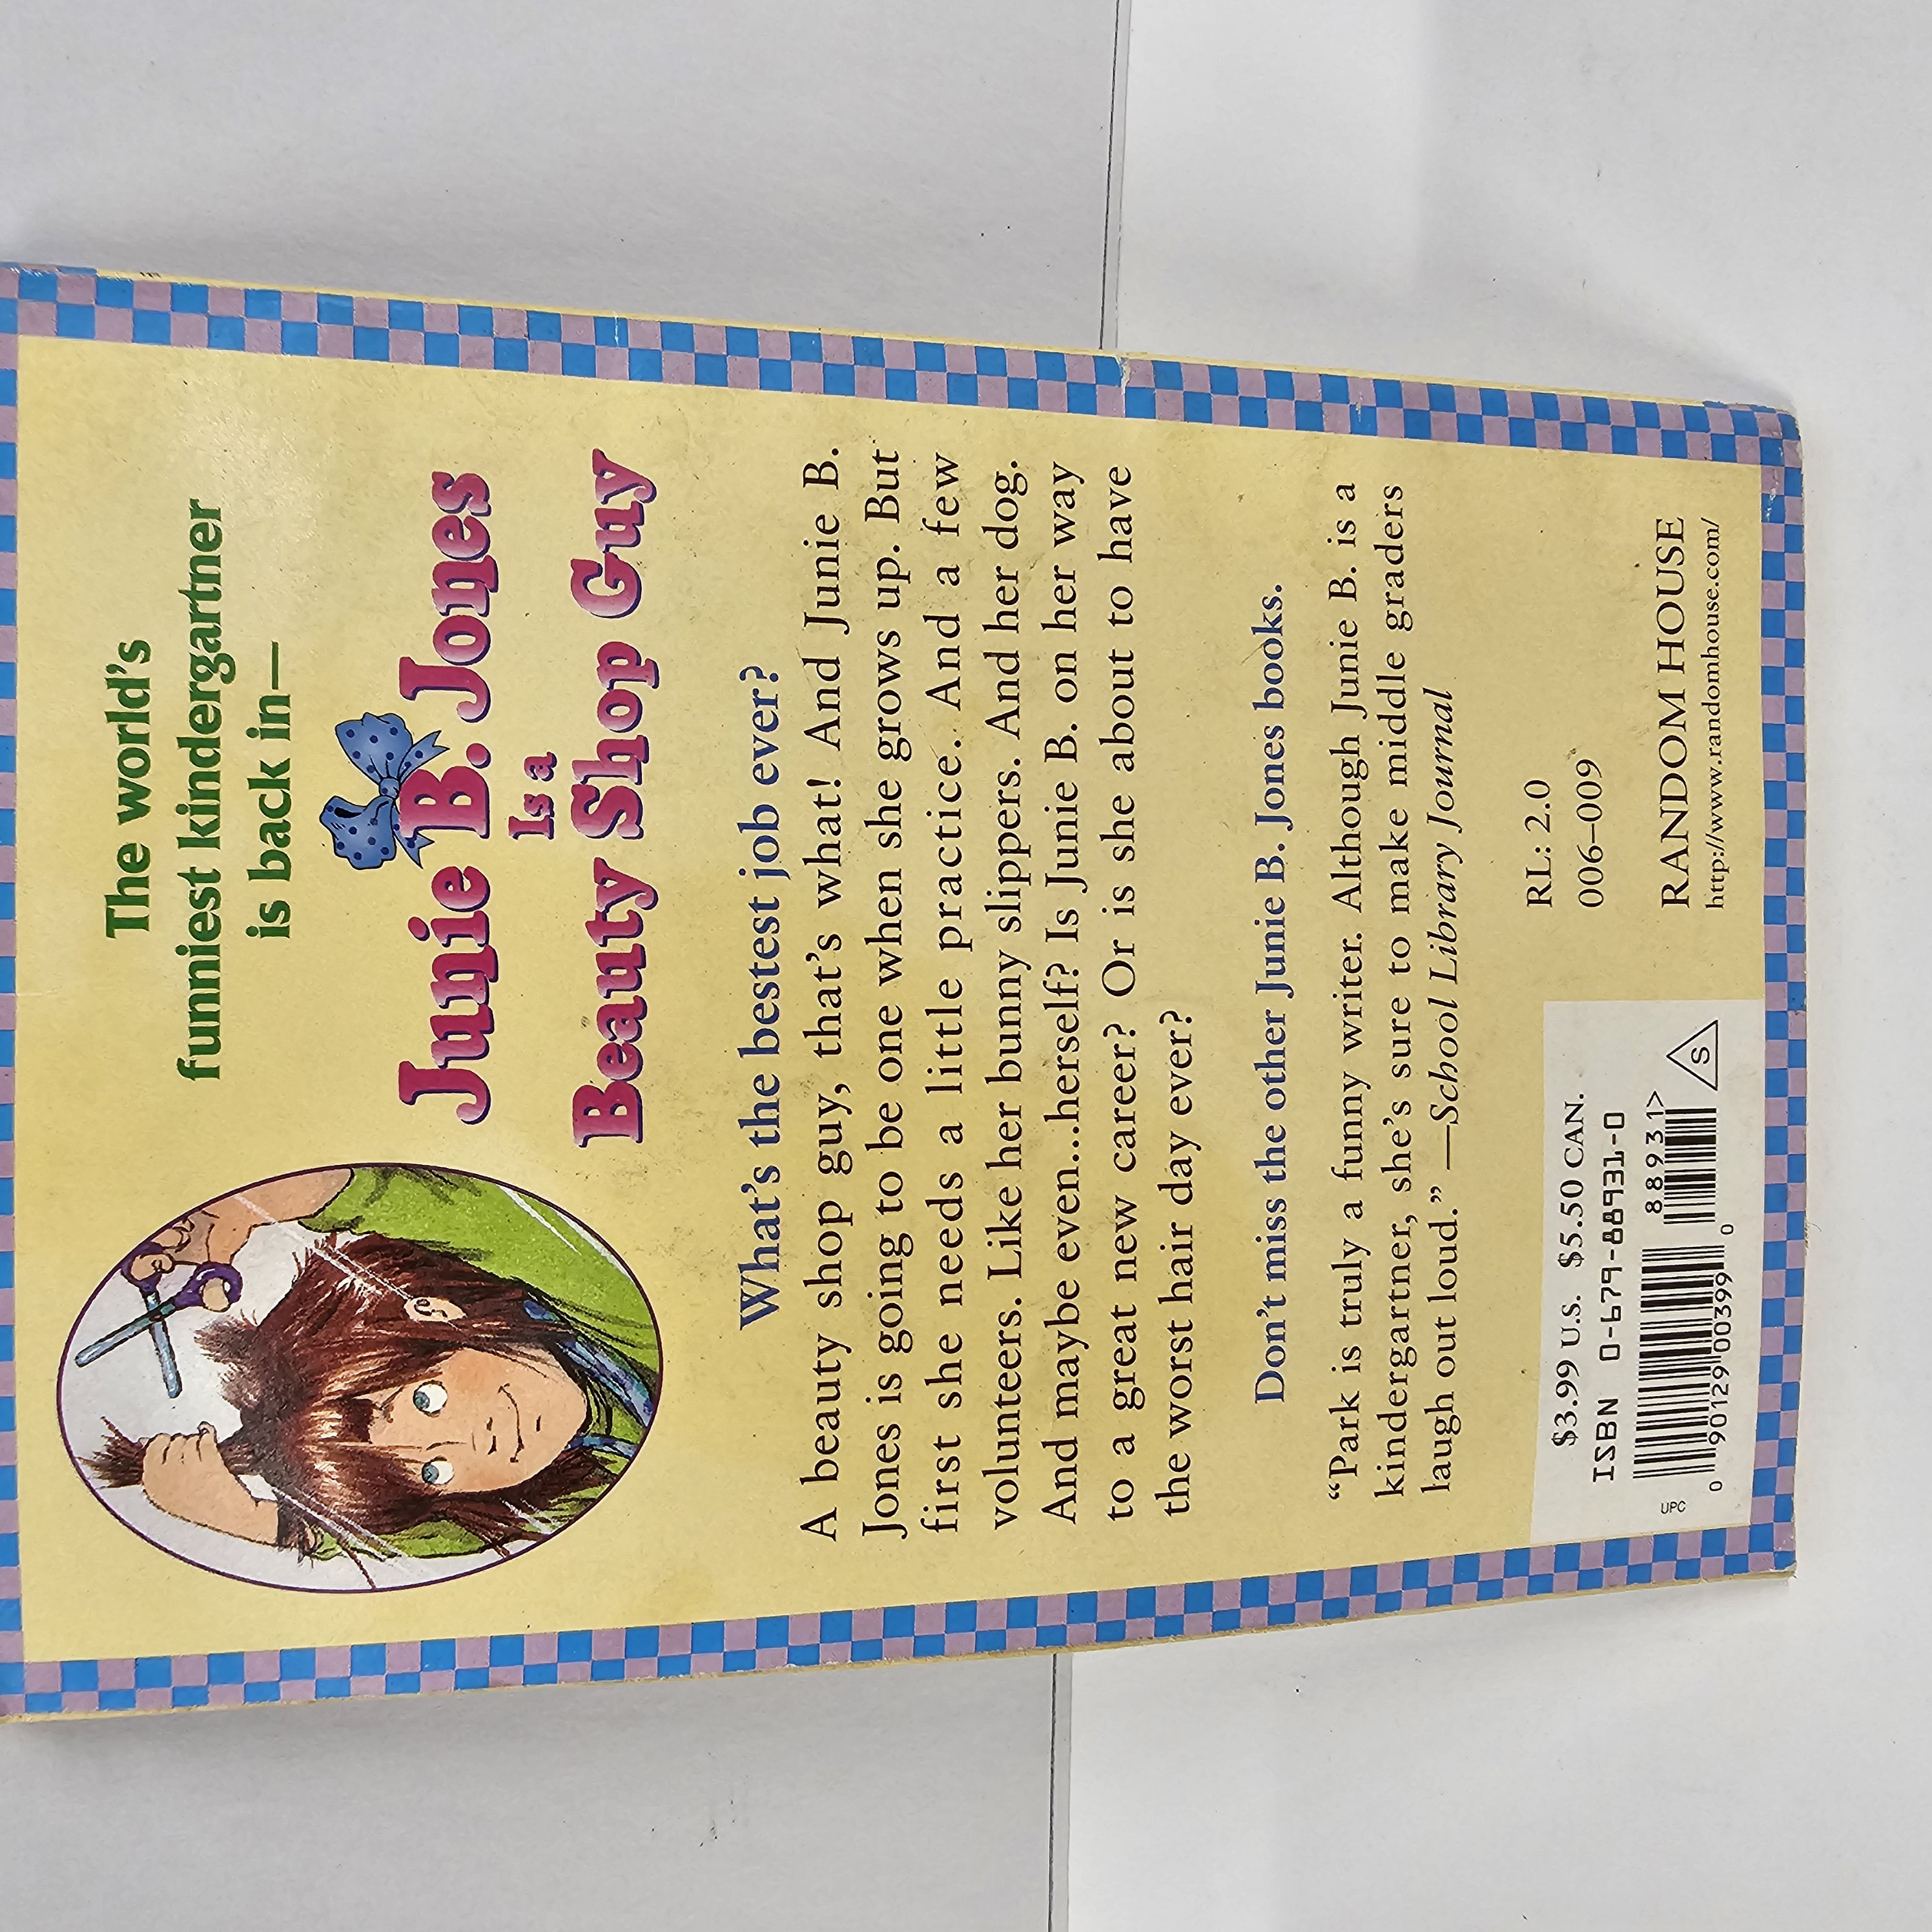 The world's
funniest kindergartner
is back in—
Junie B. Jones
Is a
Beauty Shop Guy
What's the bestest job ever?
A beauty shop guy, that's what! And Junie B.
Jones is going to be one when she grows up. But
first she needs a little practice. And a few
volunteers. Like her bunny slippers. And her dog.
And maybe even...herself? Is Junie B. on her way
to a great new career? Or is she about to have
the worst hair day ever?
Don't miss the other Junie B. Jones books.
“Park is truly a funny writer. Although Junie B. is a
kindergartner, she's sure to make middle graders
laugh out loud.” —School Library Journal
$3.99 U.S. $5.50 CAN.
ISBN 0-679-88931-0
88931>
UPC
0 90129 00399 0
S
RL: 2.0
006–009
RANDOM HOUSE
http://www.randomhouse.com/